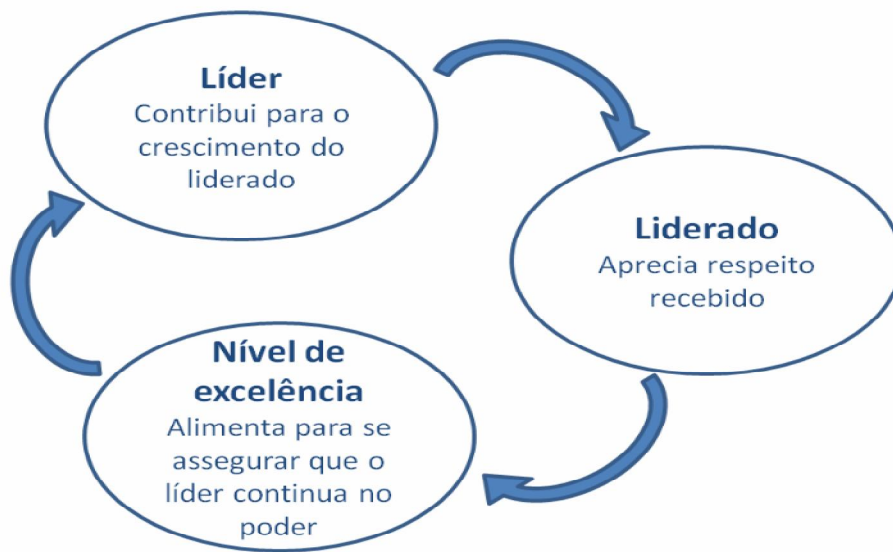 Líder
Contribui para o
crescimento do
liderado
Liderado
Aprecia respeito
recebido
Nível de
excelência
Alimenta para se
assegurar que o
líder continua no
poder